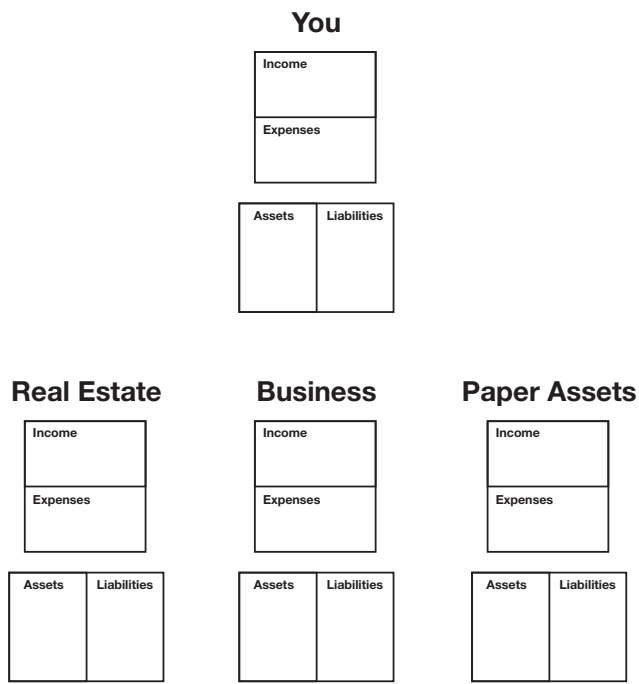 You
Income
Expenses
Assets Liabilities
Real Estate Business Paper Assets
Income Income Income
Expenses Expenses Expenses
Assets Liabilities Assets Liabilities Assets Liabilities